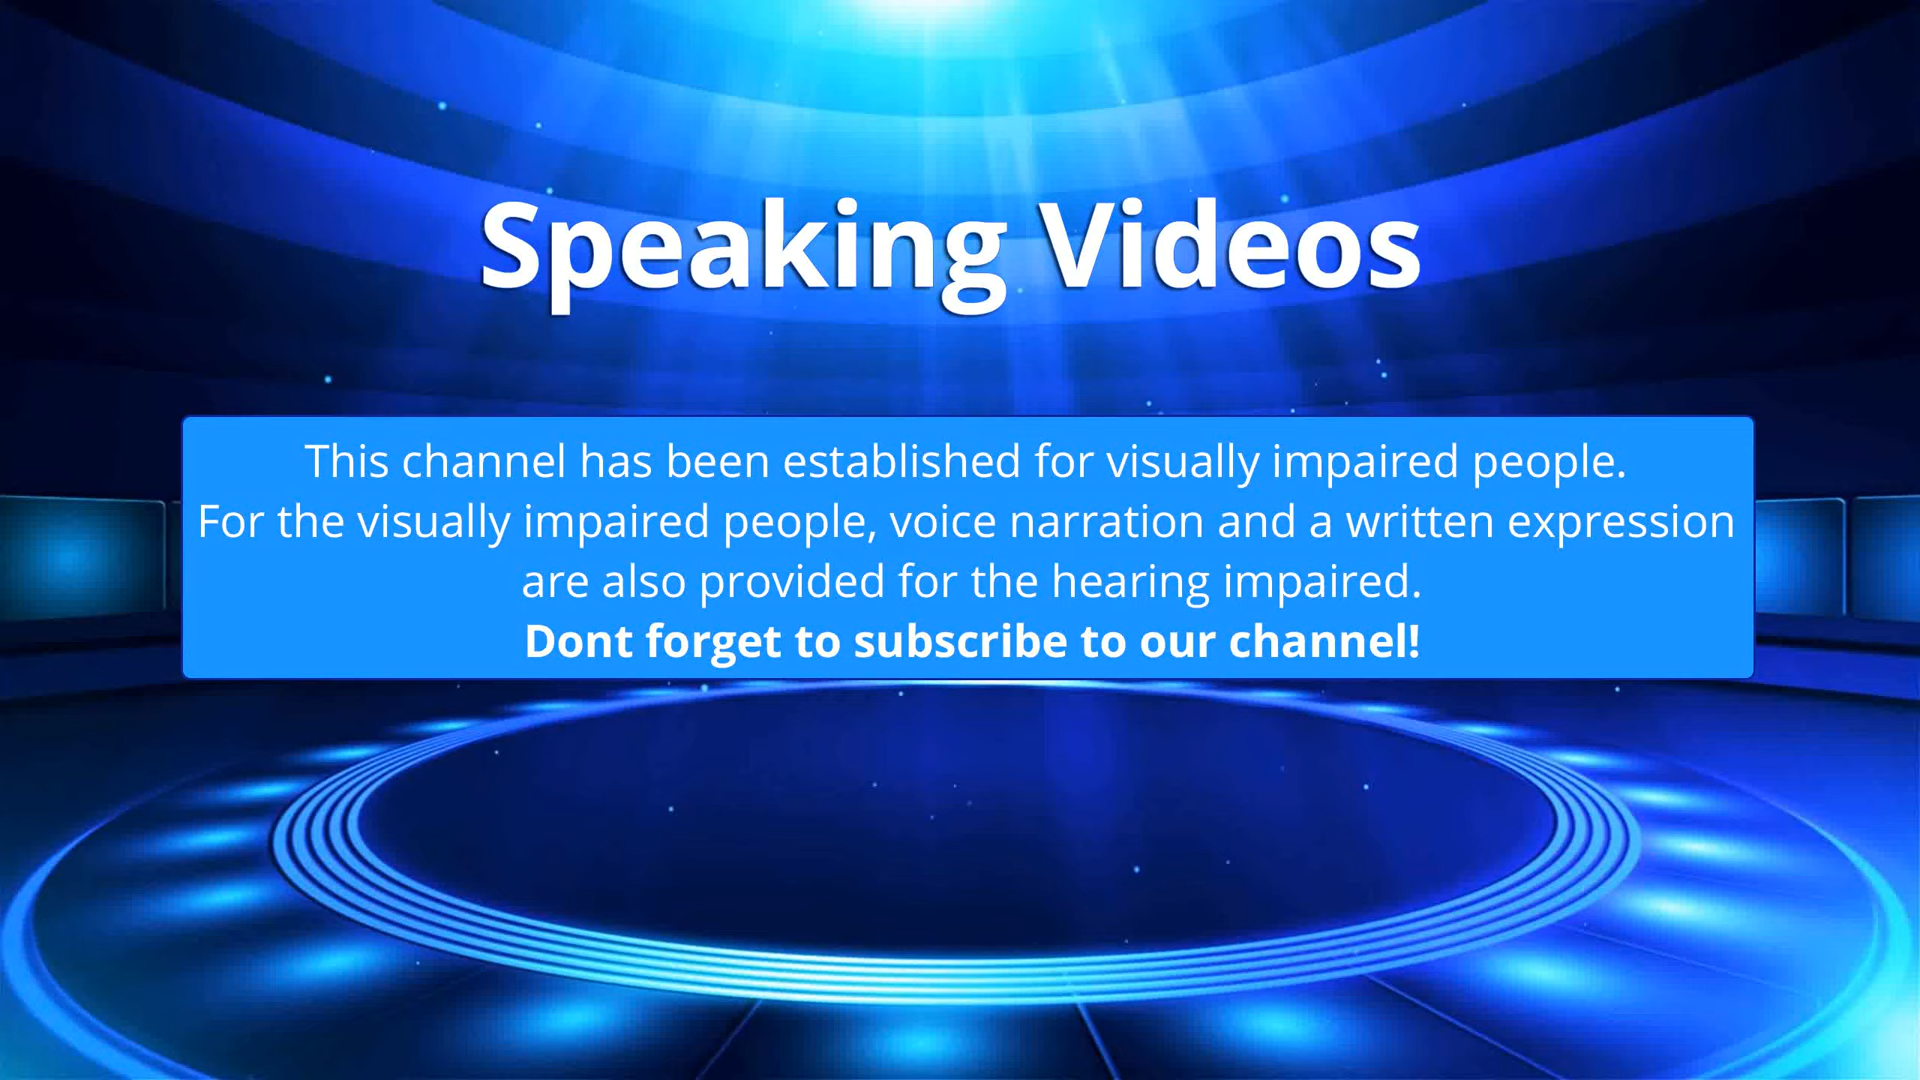 Speaking Videos
This channel has been established for visually impaired people.
For the visually impaired people, voice narration and a written expression
are also provided for the hearing impaired.
Dont forget to subscribe to our channel!